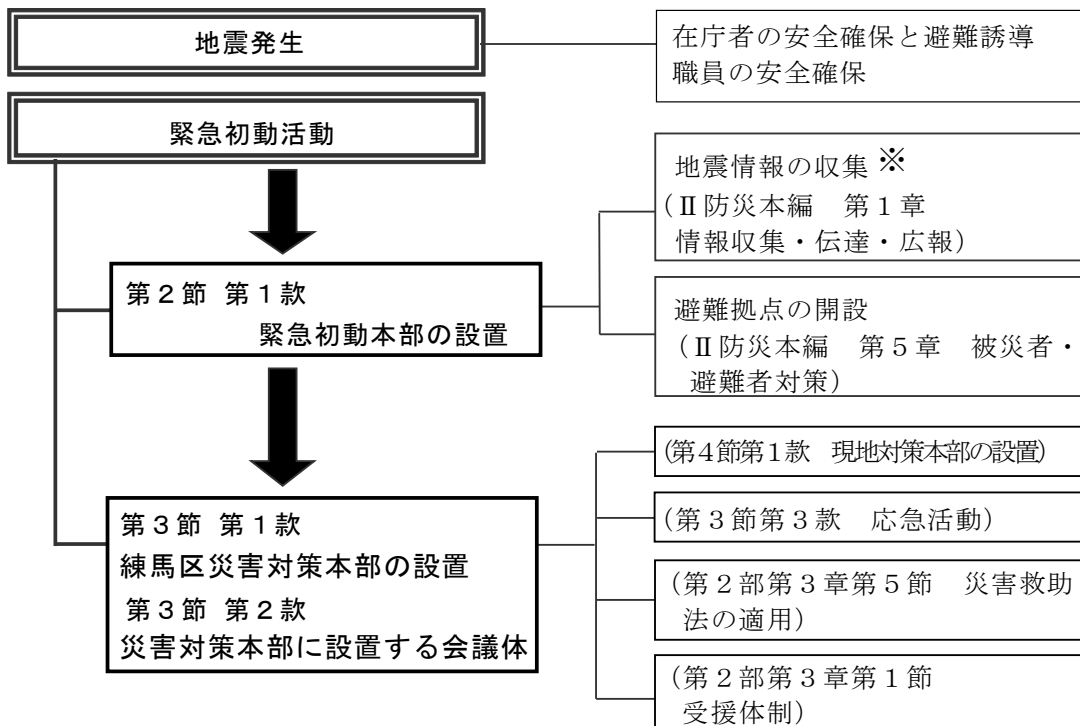 地震発生
在庁者の安全確保と避難誘導
職員の安全確保
緊急初動活動
地震情報の収集※
(Ⅱ防災本編　第１章
情報収集・伝達・広報)
第２節 第１款
緊急初動本部の設置
避難拠点の開設
(Ⅱ防災本編　第５章　被災者・
避難者対策)
第３節 第１款
練馬区災害対策本部の設置
第３節 第２款
災害対策本部に設置する会議体
(第４節第１款　現地対策本部の設置)
(第３節第３款　応急活動)
(第２部第３章第５節　災害救助
法の適用)
(第２部第３章第１節
受援体制)